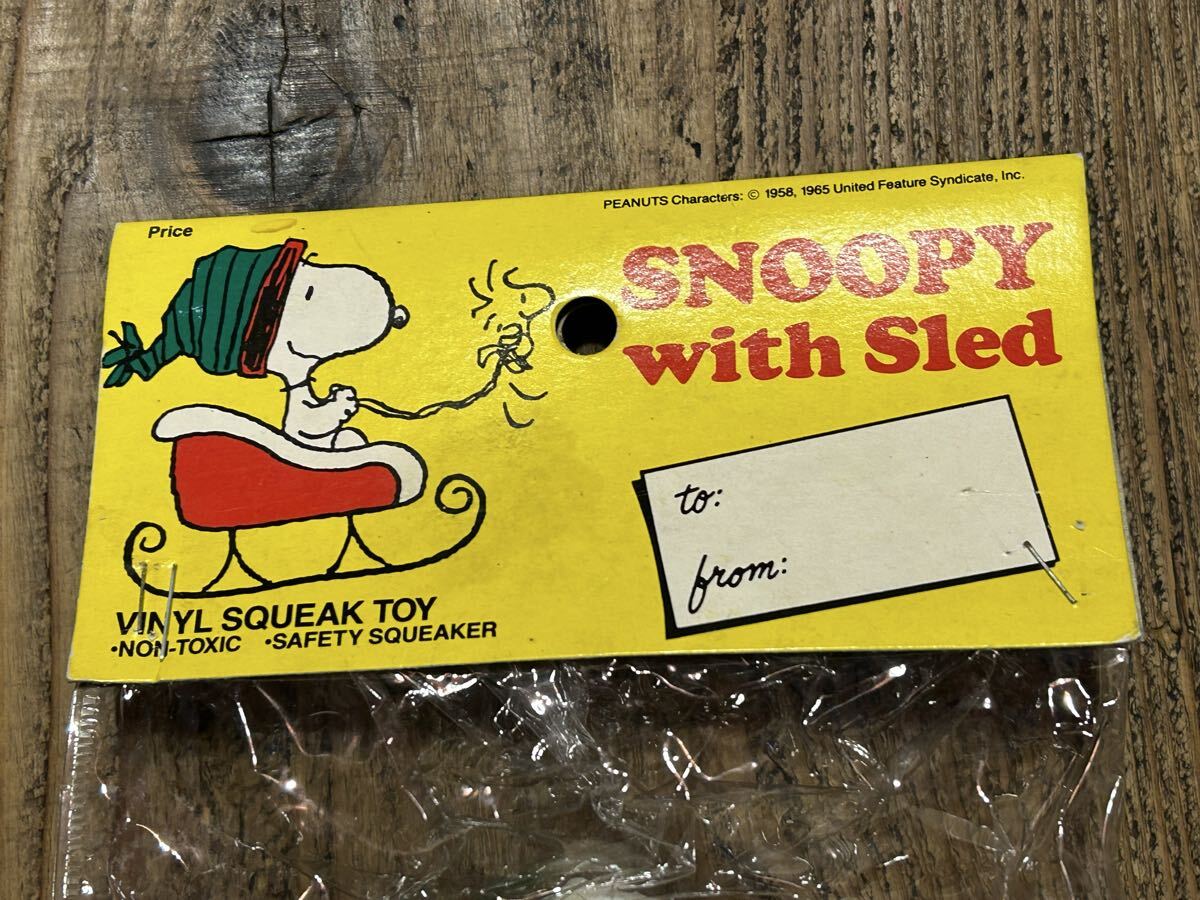 PEANUTS Characters: © 1958, 1965 United Feature Syndicate, Inc.
Price
SNOOPY
with Sled
to:
from:
VINYL SQUEAK TOY
•NON-TOXIC •SAFETY SQUEAKER